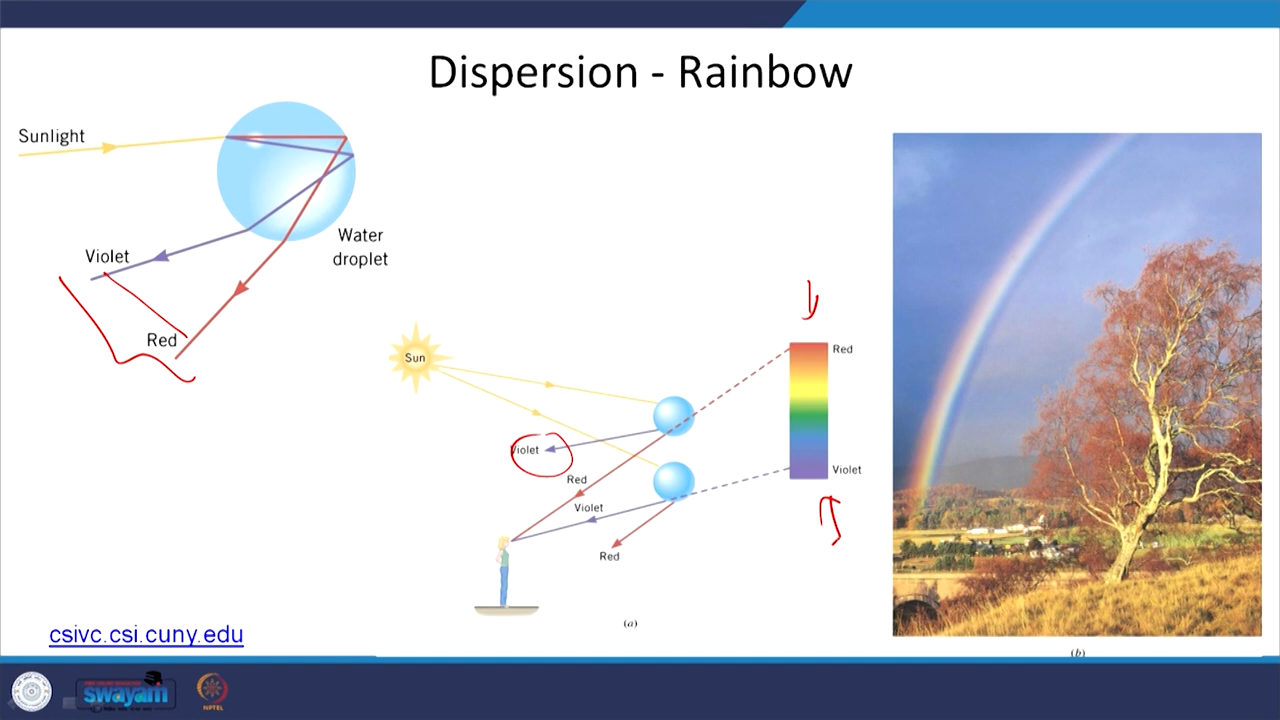 Dispersion - Rainbow
Sunlight
Water
droplet
Violet
Red
Sun
Violet
Red
Violet
Red
Red
Violet
(a)
(b)
csivc.csi.cuny.edu
swayam
NPTEL